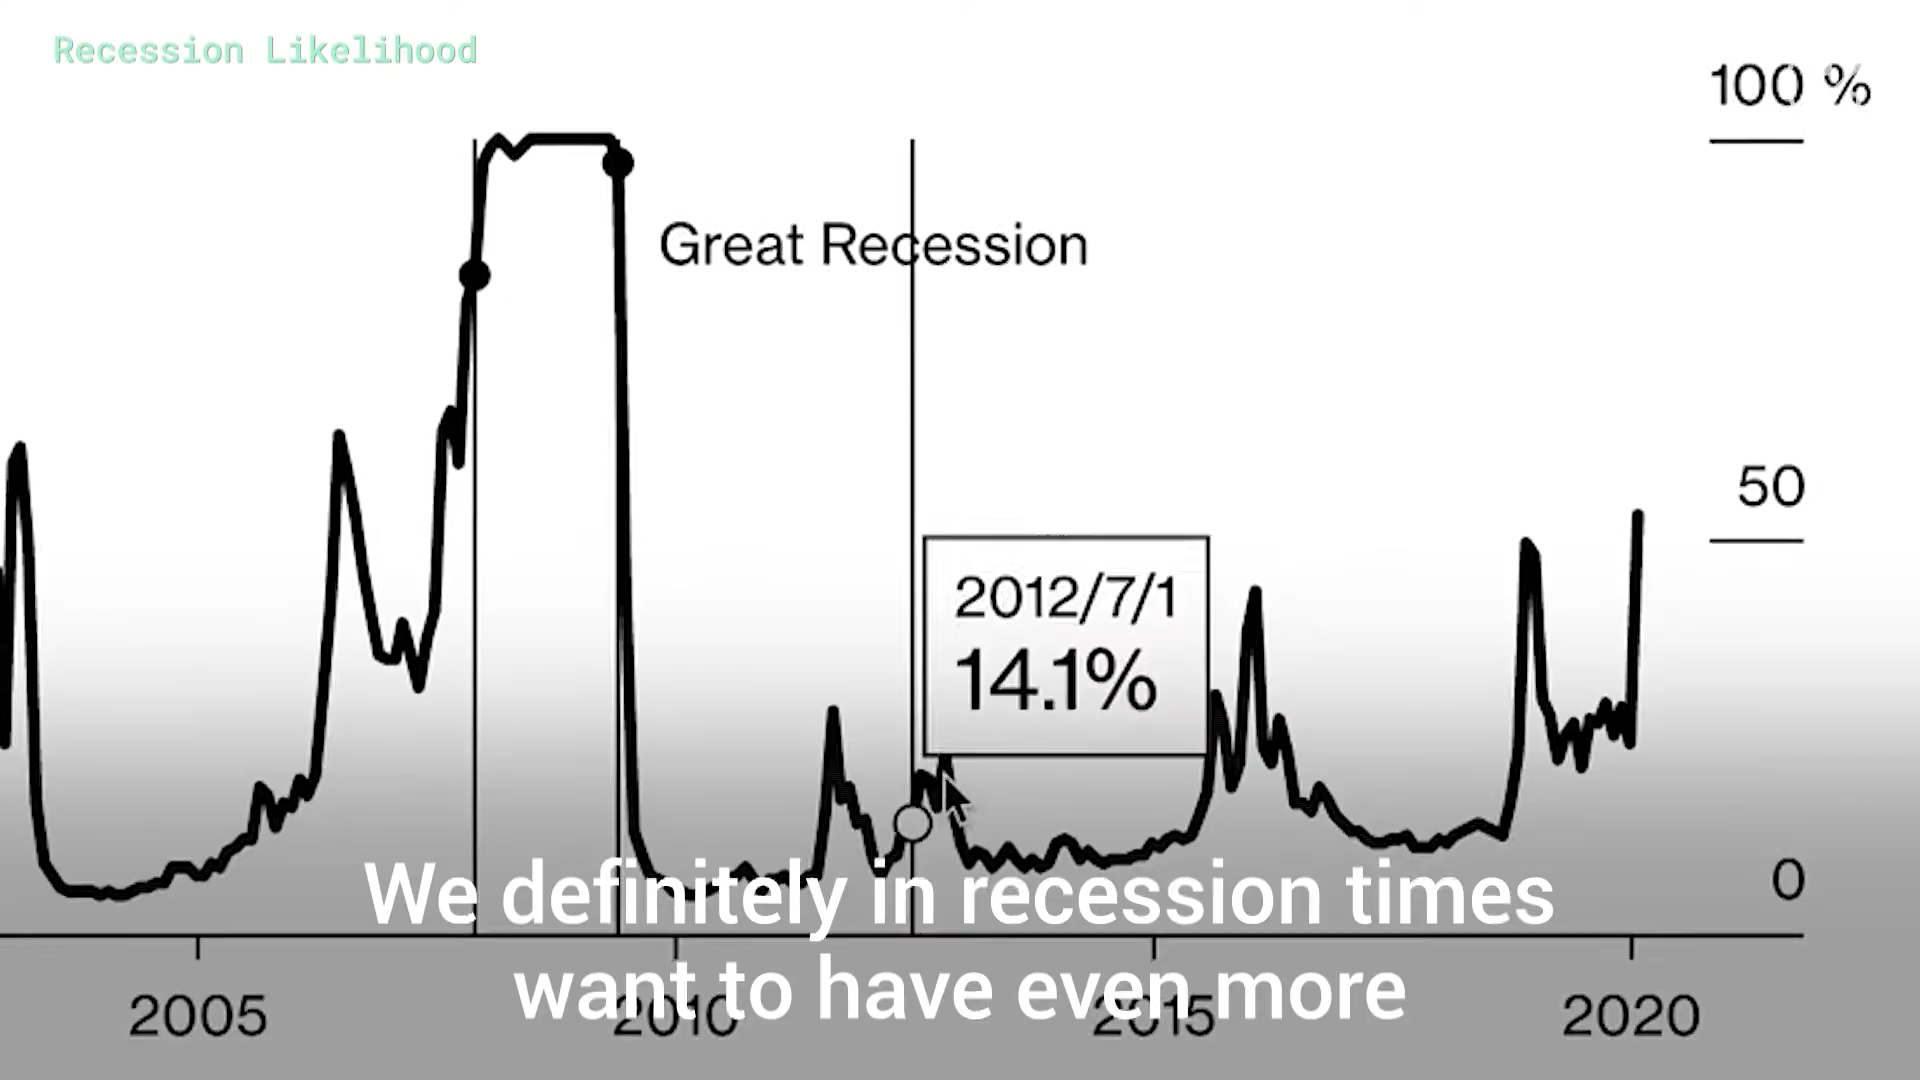 Recession Likelihood
100 %
Great Recession
50
2012/7/1
14.1%
0
We definitely in recession times
want to have even more
2005
2010
2015
2020